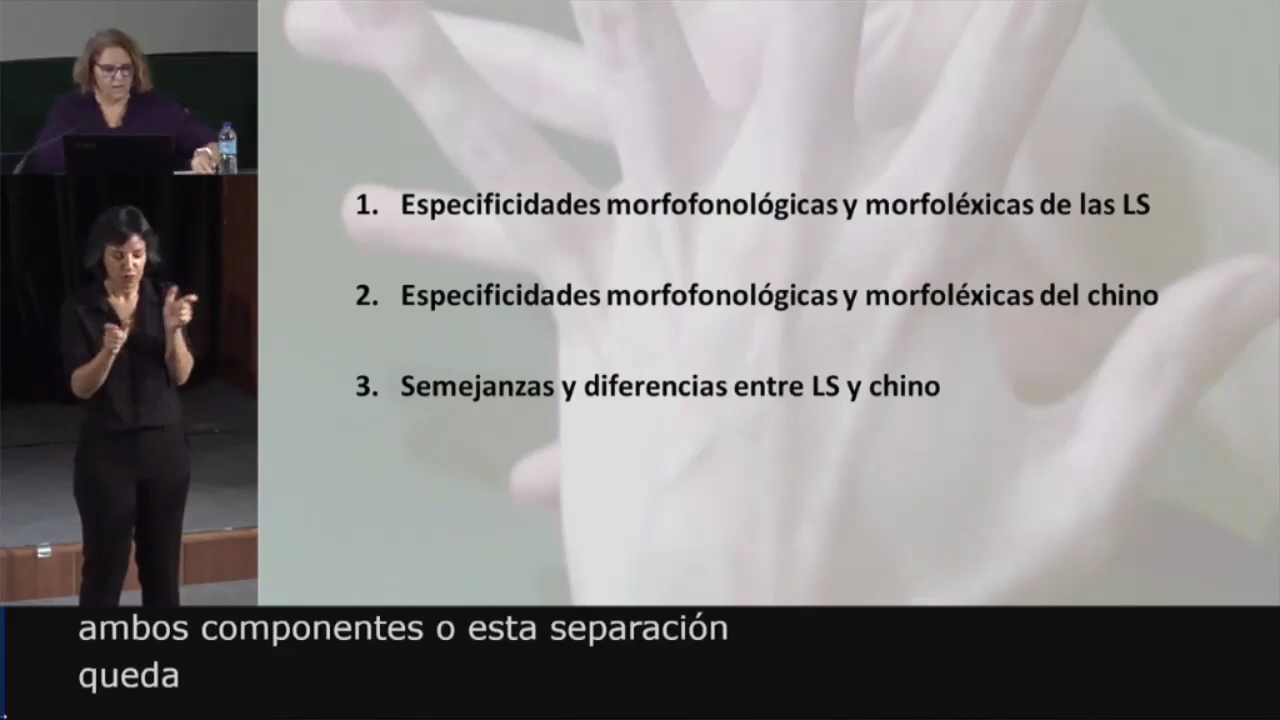 1. Especificidades morfofonológicas y morfoléxicas de las LS
2. Especificidades morfofonológicas y morfoléxicas del chino
3. Semejanzas y diferencias entre LS y chino
ambos componentes o esta separación
queda